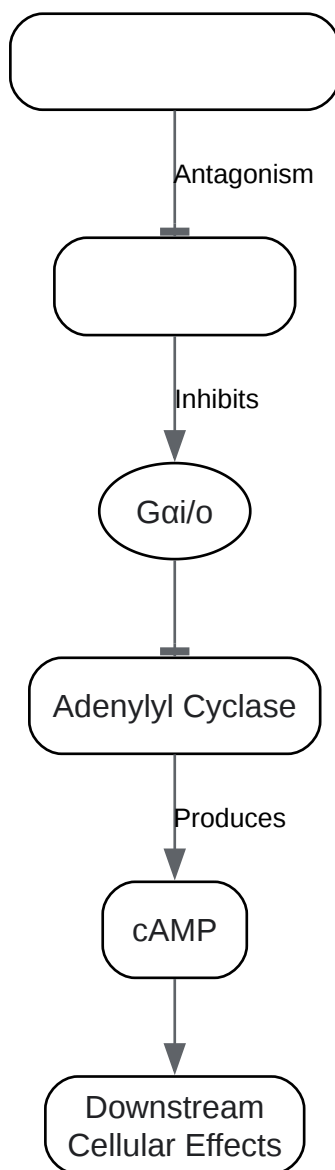 Antagonism
Inhibits
Gαi/o
Adenylyl Cyclase
Produces
cAMP
Downstream
Cellular Effects